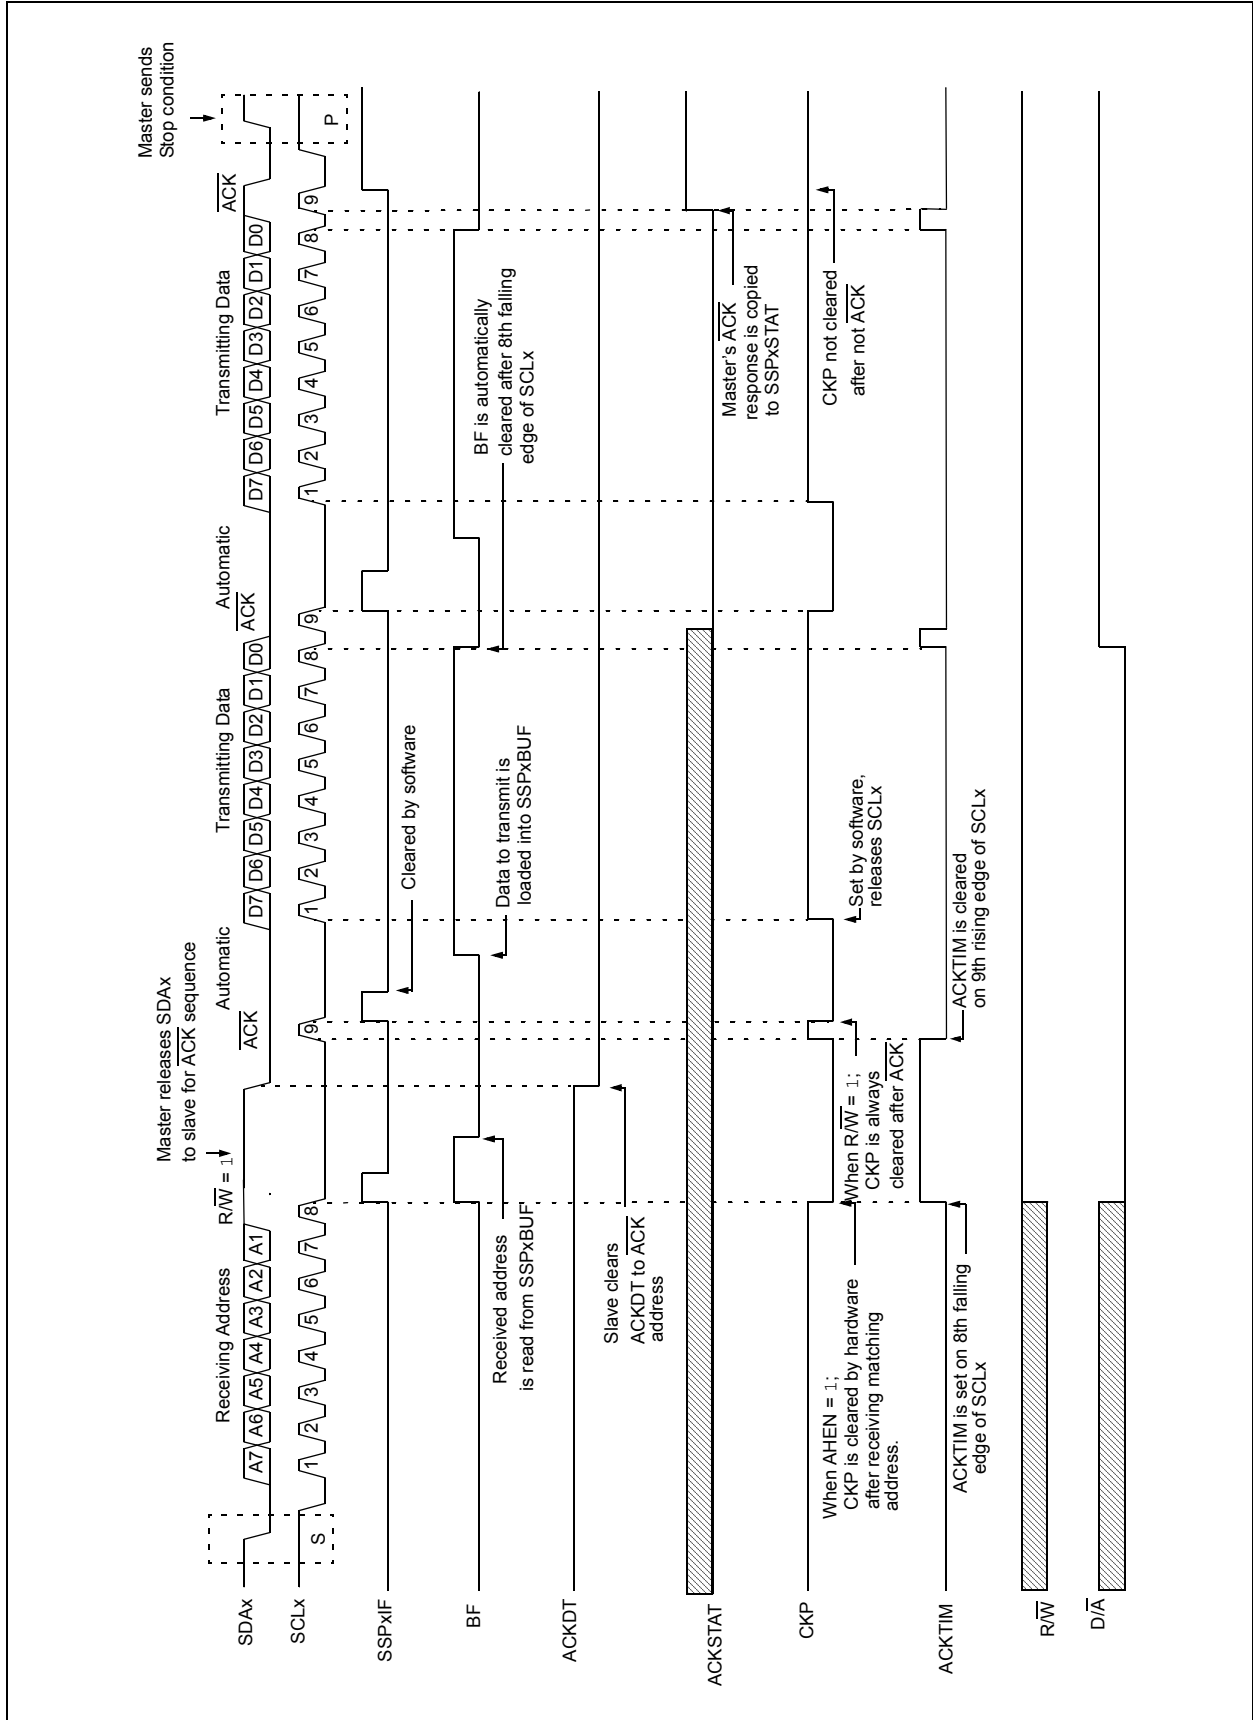 Master releases SDAx
to slave for ACK sequence
Master sends
Stop condition
Receiving Address
R/W = 1
ACK
Automatic
Transmitting Data
ACK
Automatic
Transmitting Data
ACK
SDAx
A7 A6 A5 A4 A3 A2 A1
D7 D6 D5 D4 D3 D2 D1 D0
D7 D6 D5 D4 D3 D2 D1 D0
SCLx
S
1 2 3 4 5 6 7 8 9
1 2 3 4 5 6 7 8 9
1 2 3 4 5 6 7 8 9
P
SSPxIF
Cleared by software
BF
Received address
is read from SSPxBUF
Data to transmit is
loaded into SSPxBUF
BF is automatically
cleared after 8th falling
edge of SCLx
ACKDT
Slave clears
ACKDT to ACK
address
ACKSTAT
Master's ACK
response is copied
to SSPxSTAT
CKP
When AHEN = 1;
CKP is cleared by hardware
after receiving matching
address.
When R/W = 1;
CKP is always
cleared after ACK
Set by software,
releases SCLx
CKP not cleared
after not ACK
ACKTIM
ACKTIM is set on 8th falling
edge of SCLx
ACKTIM is cleared
on 9th rising edge of SCLx
R/W
D/A